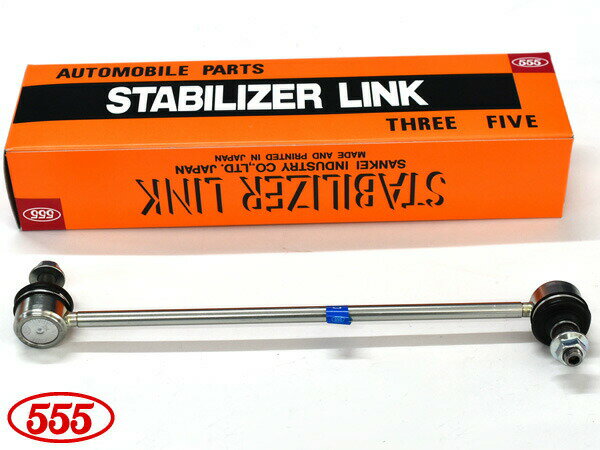 555
AUTOMOBILE PARTS
STABILIZER LINK
THREE FIVE
MADE AND PRINTED IN JAPAN
SANKEI INDUSTRY CO.,LTD. JAPAN
STABILIZER LINK
555
555